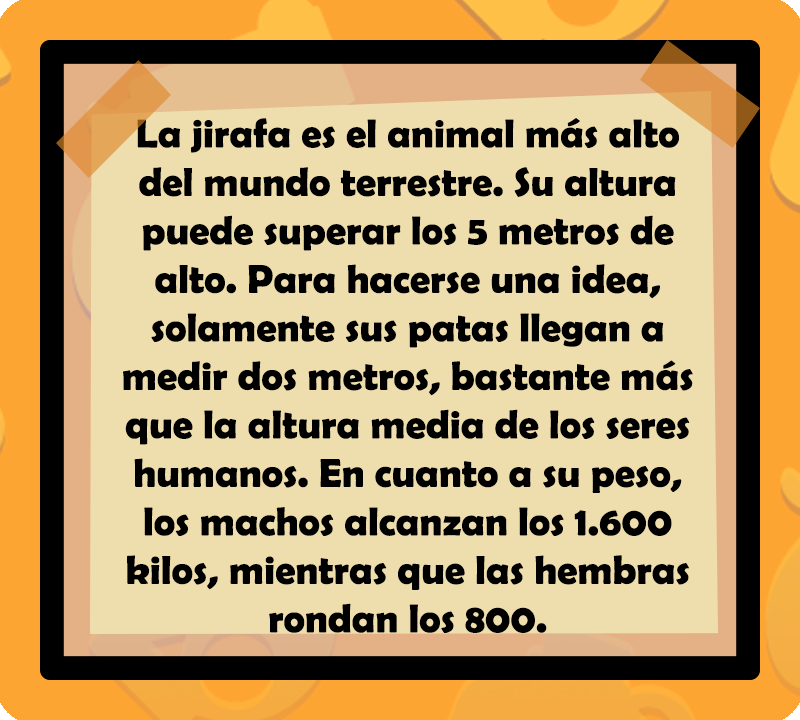 La jirafa es el animal más alto
del mundo terrestre. Su altura
puede superar los 5 metros de
alto. Para hacerse una idea,
solamente sus patas llegan a
medir dos metros, bastante más
que la altura media de los seres
humanos. En cuanto a su peso,
los machos alcanzan los 1.600
kilos, mientras que las hembras
rondan los 800.